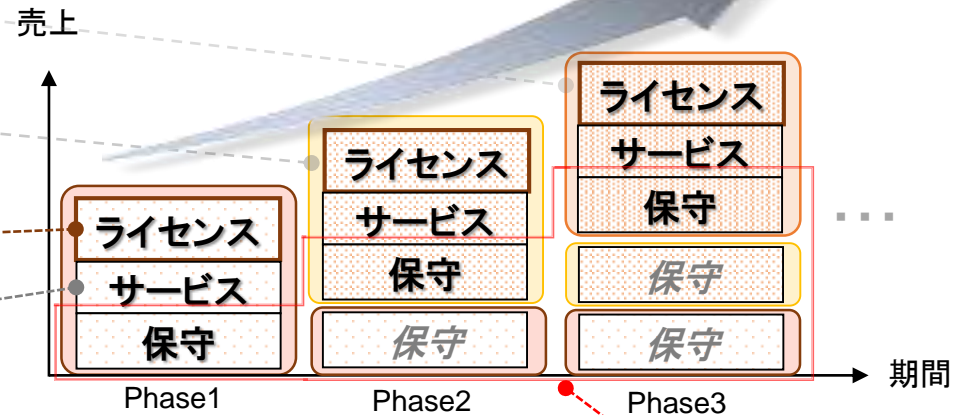 売上
ライセンス
サービス
保守
Phase1
ライセンス
サービス
保守
保守
Phase2
ライセンス
サービス
保守
保守
保守
Phase3
...
期間